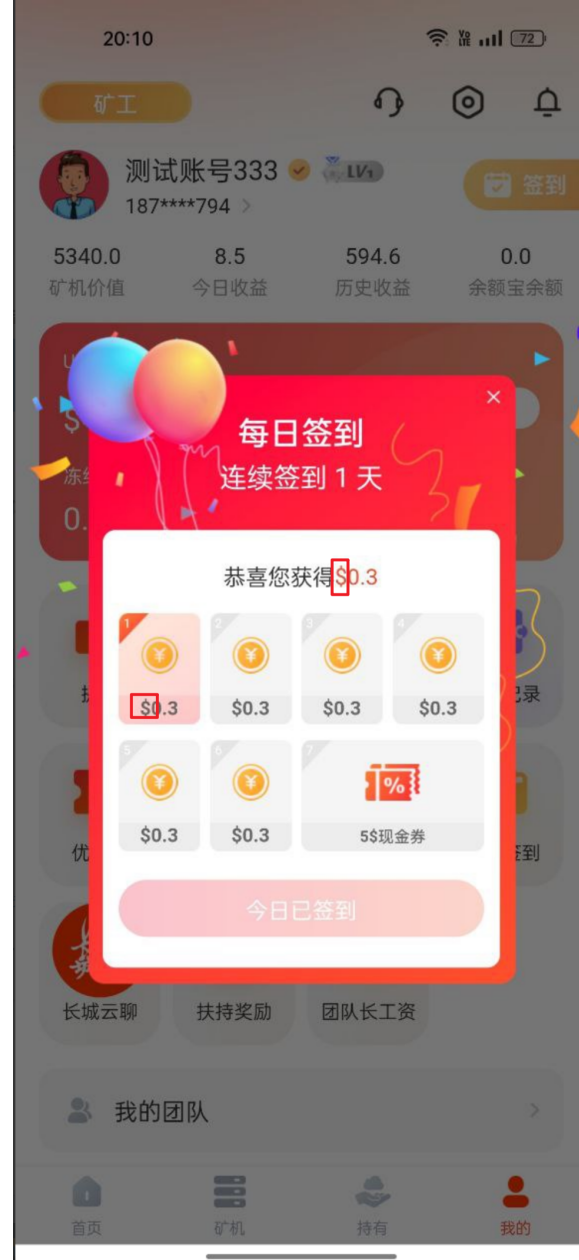 20:10
72
矿工
测试账号333
LV1
187****794
签到
5340.0
8.5
594.6
0.0
矿机价值
今日收益
历史收益
余额宝余额
每日签到
连续签到 1 天
冻
0.
恭喜您获得$0.3
1
2
3
4
$0.3
$0.3
$0.3
$0.3
5
6
7
%
$0.3
$0.3
5$现金券
记录
优
签到
今日已签到
长城云聊
扶持奖励
团队长工资
我的团队
首页
矿机
持有
我的